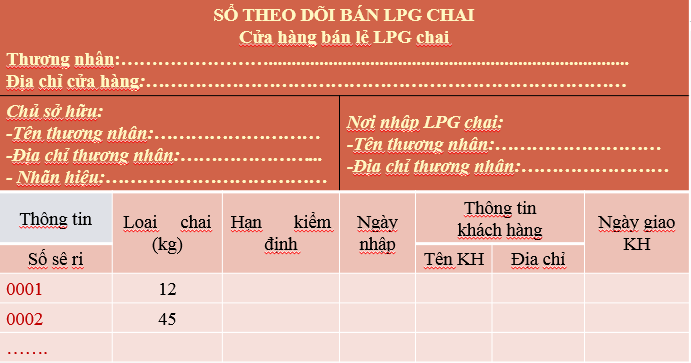 SỔ THEO DÕI BÁN LPG CHAI
Cửa hàng bán lẻ LPG chai
Thương nhân:……………………......................................................................................
Địa chỉ cửa hàng:……………………………………………………………………
Chủ sở hữu:
-Tên thương nhân:……………………
-Địa chỉ thương nhân:…………………...
- Nhãn hiệu:……………………………
Nơi nhập LPG chai:
-Tên thương nhân:……………………
-Địa chỉ thương nhân:…………………
Thông tin
Số sê ri
Loại chai (kg)
Hạn kiểm định
Ngày nhập
Thông tin khách hàng
Tên KH
Địa chỉ
Ngày giao KH
0001 12
0002 45
…….